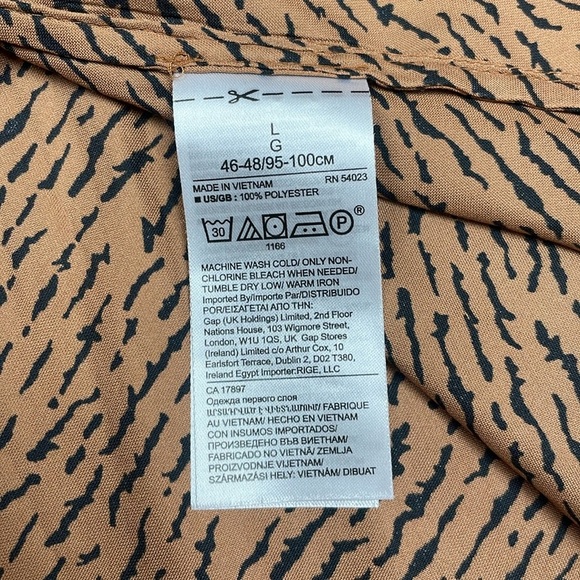 L
G
46-48/95-100CM
MADE IN VIETNAM RN 54023
US/GB : 100% POLYESTER
30 P ®
1166
MACHINE WASH COLD/ ONLY NON-
CHLORINE BLEACH WHEN NEEDED/
TUMBLE DRY LOW/ WARM IRON
Imported By/Importe Par/DISTRIBUIDO
POR/ΕΙΣΑΓΕΤΑΙ ΑΠΟ ΤΗΝ:
Gap (UK Holdings) Limited, 2nd Floor
Nations House, 103 Wigmore Street,
London, W1U 1QS, UK Gap Stores
(Ireland) Limited c/o Arthur Cox, 10
Earlsfort Terrace, Dublin 2, D02 T380,
Ireland Egypt Importer:RIGE, LLC
CA 17897
Одежда первого слоя
ԱՐՏԱԴՐՎԱԾ Է ՎԵՏՆԱՄՈՒՄ/ FABRIQUE
AU VIETNAM/ HECHO EN VIETNAM
CON INSUMOS IMPORTADOS/
ПРОИЗВЕДЕНО ВЪВ ВИЕТНАМ/
FABRICADO NO VIETNÃ/ ZEMLJA
PROIZVODNJE VIJETNAM/
SZÁRMAZÁSI HELY: VIETNÁM/ DIBUAT